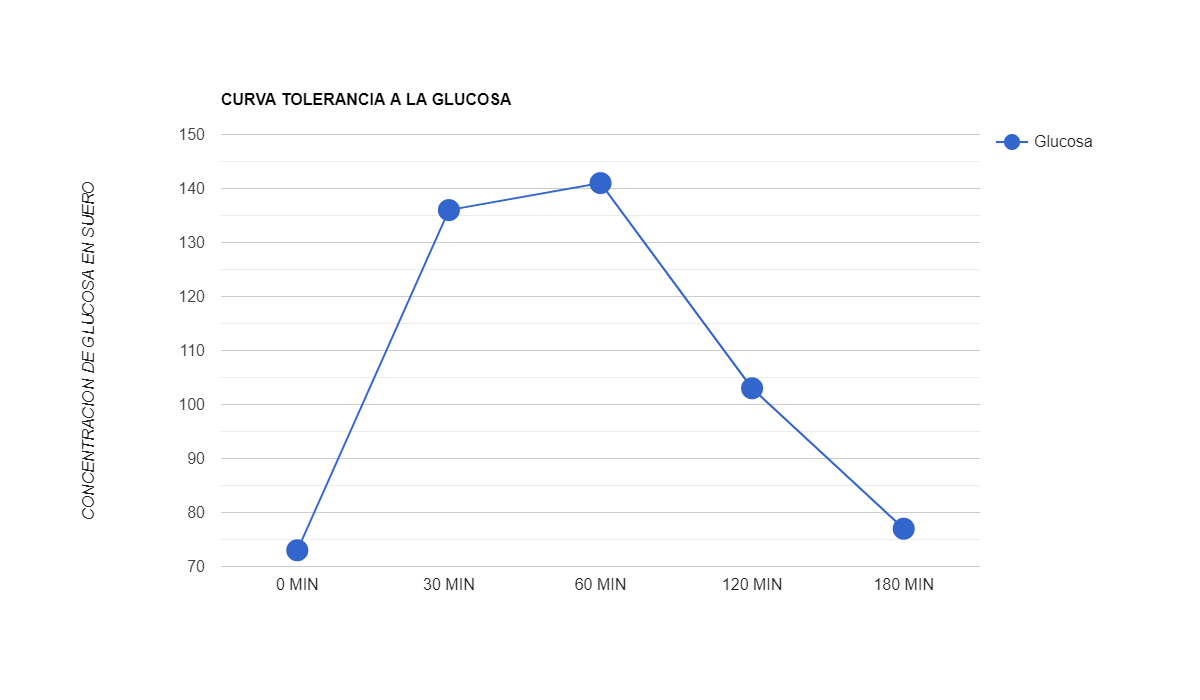 CURVA TOLERANCIA A LA GLUCOSA
Glucosa
CONCENTRACION DE GLUCOSA EN SUERO
150
140
130
120
110
100
90
80
70
0 MIN
30 MIN
60 MIN
120 MIN
180 MIN